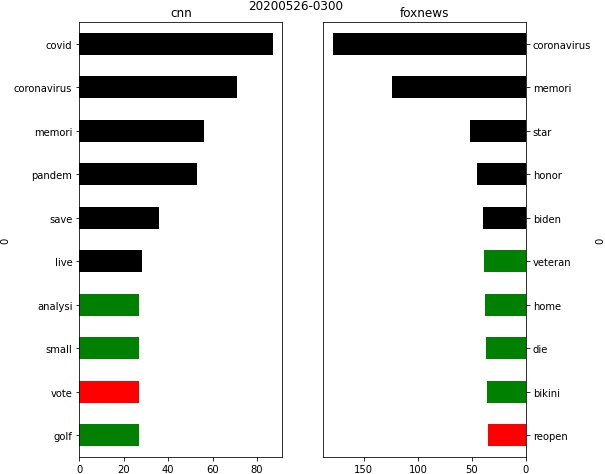 20200526-0300
cnn
foxnews
covid
coronavirus
memori
pandem
save
live
analysi
small
vote
golf
0
0 20 40 60 80
coronavirus
memori
star
honor
biden
veteran
home
die
bikini
reopen
0
150 100 50 0